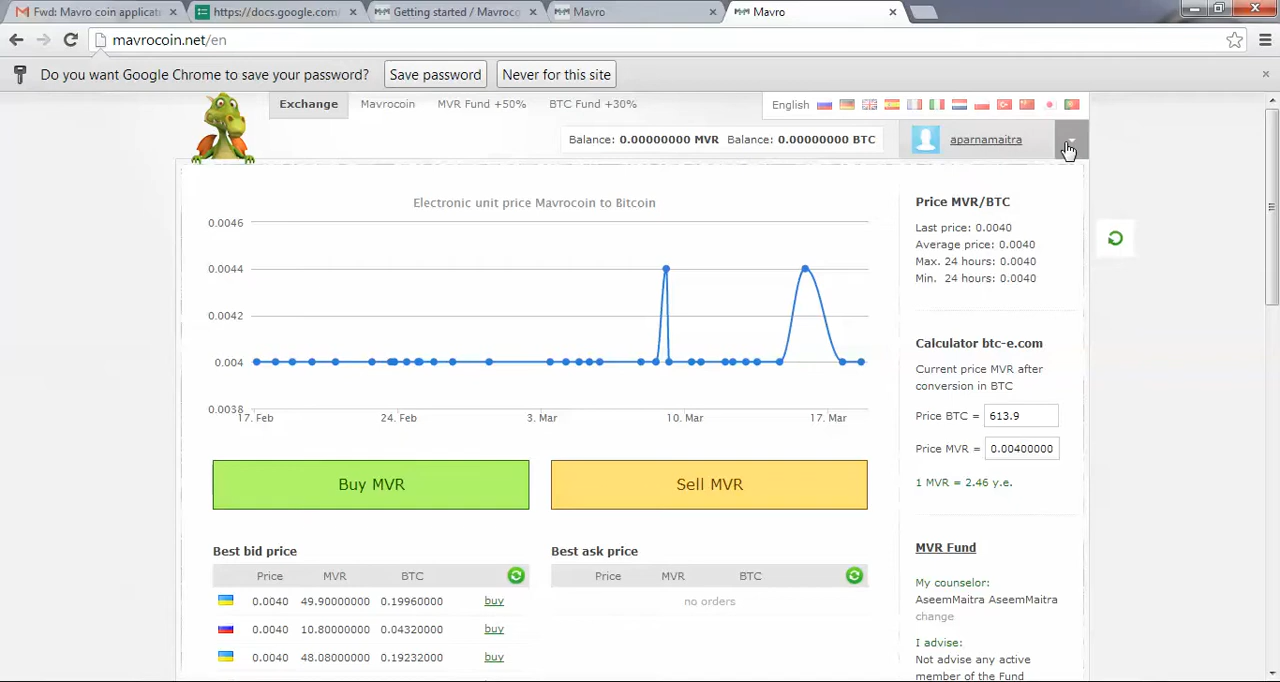 Fwd: Mavro coin applicat
https://docs.google.com/
Getting started / Mavroco
Mavro
Mavro
mavrocoin.net/en
Do you want Google Chrome to save your password?
Save password
Never for this site
Exchange
Mavrocoin
MVR Fund +50%
BTC Fund +30%
English
Balance: 0.00000000 MVR Balance: 0.00000000 BTC
aparnamaitra
Electronic unit price Mavrocoin to Bitcoin
0.0046
0.0044
0.0042
0.004
0.0038
17. Feb
24. Feb
3. Mar
10. Mar
17. Mar
Price MVR/BTC
Last price: 0.0040
Average price: 0.0040
Max. 24 hours: 0.0040
Min. 24 hours: 0.0040
Calculator btc-e.com
Current price MVR after
conversion in BTC
Price BTC = 613.9
Price MVR = 0.00400000
1 MVR = 2.46 y.e.
Buy MVR
Sell MVR
Best bid price
Price MVR BTC
0.0040 49.90000000 0.19960000 buy
0.0040 10.80000000 0.04320000 buy
0.0040 48.08000000 0.19232000 buy
Best ask price
Price MVR BTC
no orders
MVR Fund
My counselor:
AseemMaitra AseemMaitra
change
I advise:
Not advise any active
member of the Fund